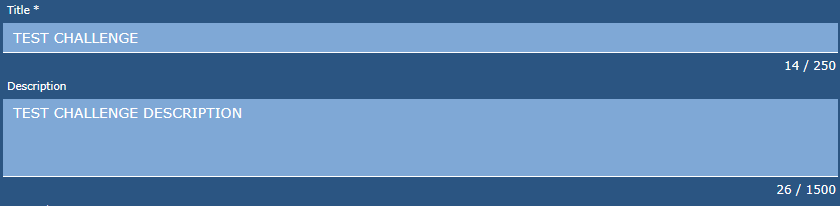 Title *
TEST CHALLENGE
14 / 250
Description
TEST CHALLENGE DESCRIPTION
26 / 1500